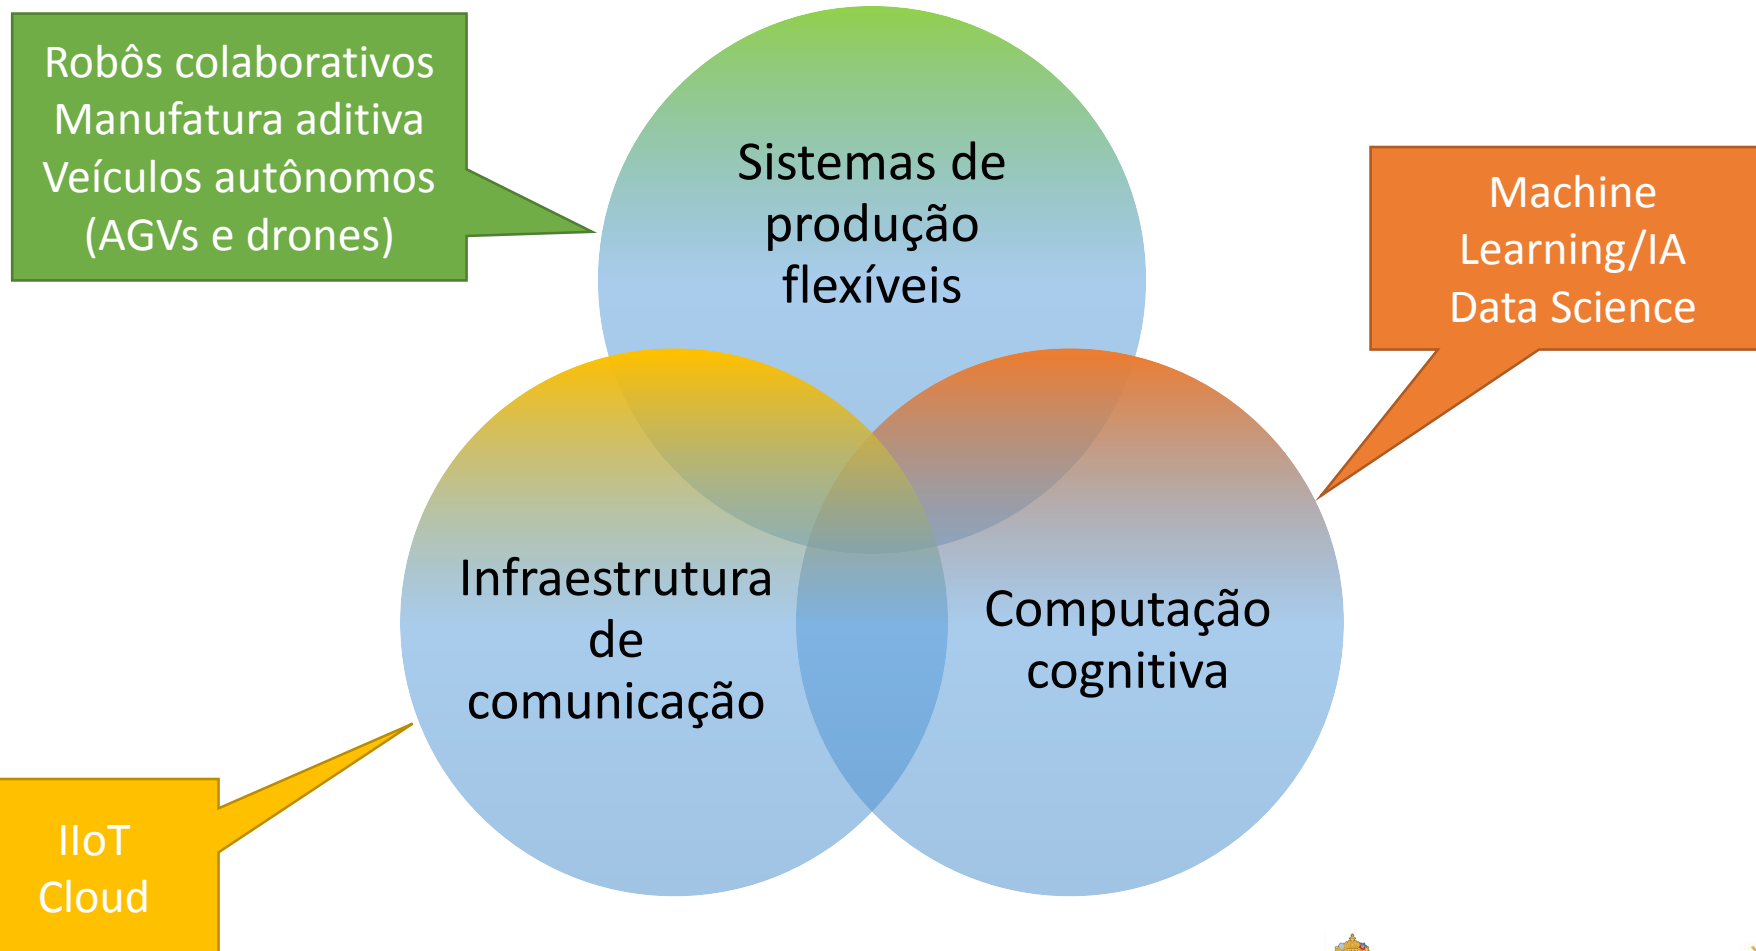 Robôs colaborativos
Manufatura aditiva
Veículos autônomos
(AGVs e drones)
Sistemas de
produção
flexíveis
Machine
Learning/IA
Data Science
Infraestrutura
de
comunicação
Computação
cognitiva
IIoT
Cloud